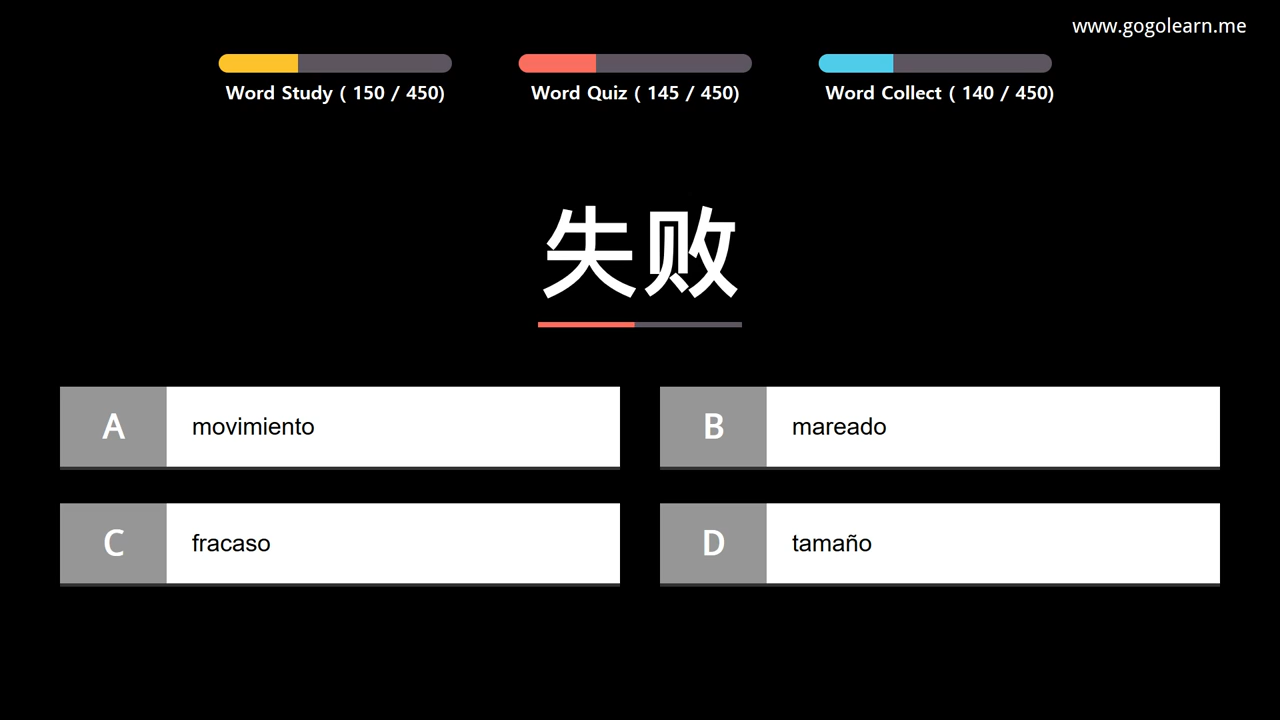 www.gogolearn.me
Word Study ( 150 / 450)
Word Quiz ( 145 / 450)
Word Collect ( 140 / 450)
失败
A movimiento
B mareado
C fracaso
D tamaño